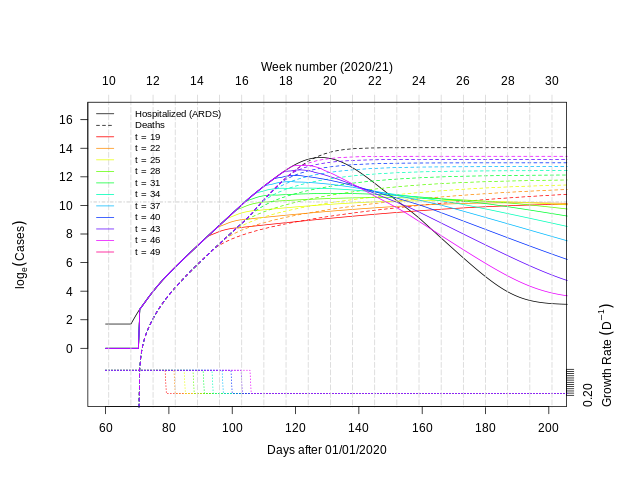 Week number (2020/21)
10 12 14 16 18 20 22 24 26 28 30
16
14
12
10
8
6
4
2
0
logₑ(Cases)
Hospitalized (ARDS)
Deaths
t = 19
t = 22
t = 25
t = 28
t = 31
t = 34
t = 37
t = 40
t = 43
t = 46
t = 49
0.20
Growth Rate (D⁻¹)
60 80 100 120 140 160 180 200
Days after 01/01/2020